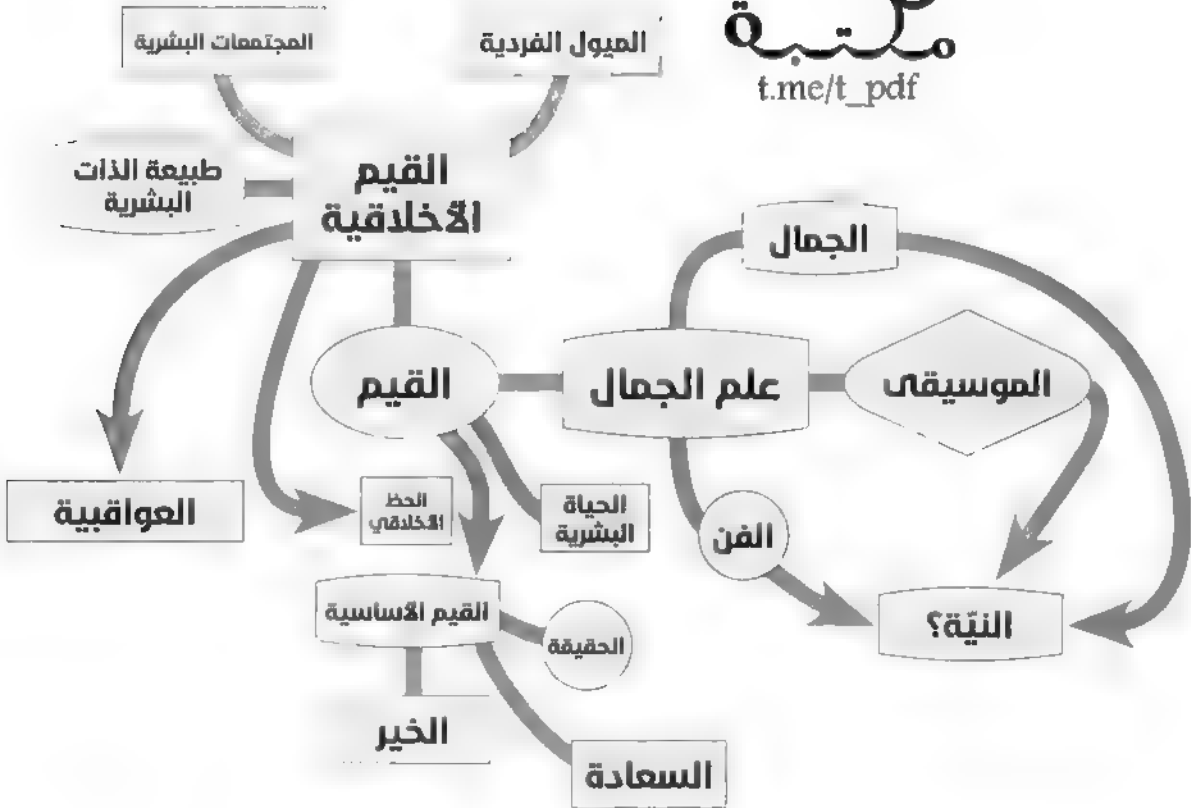 مكتبة
t.me/t_pdf
المجتمعات البشرية
الميول الفردية
طبيعة الذات
البشرية
القيم
الأخلاقية
الجمال
القيم
علم الجمال
الموسيقى
العواقبية
الحظ
الأخلاقي
الحياة
البشرية
الفن
القيم الأساسية
الحقيقة
النيّة؟
الخير
السعادة